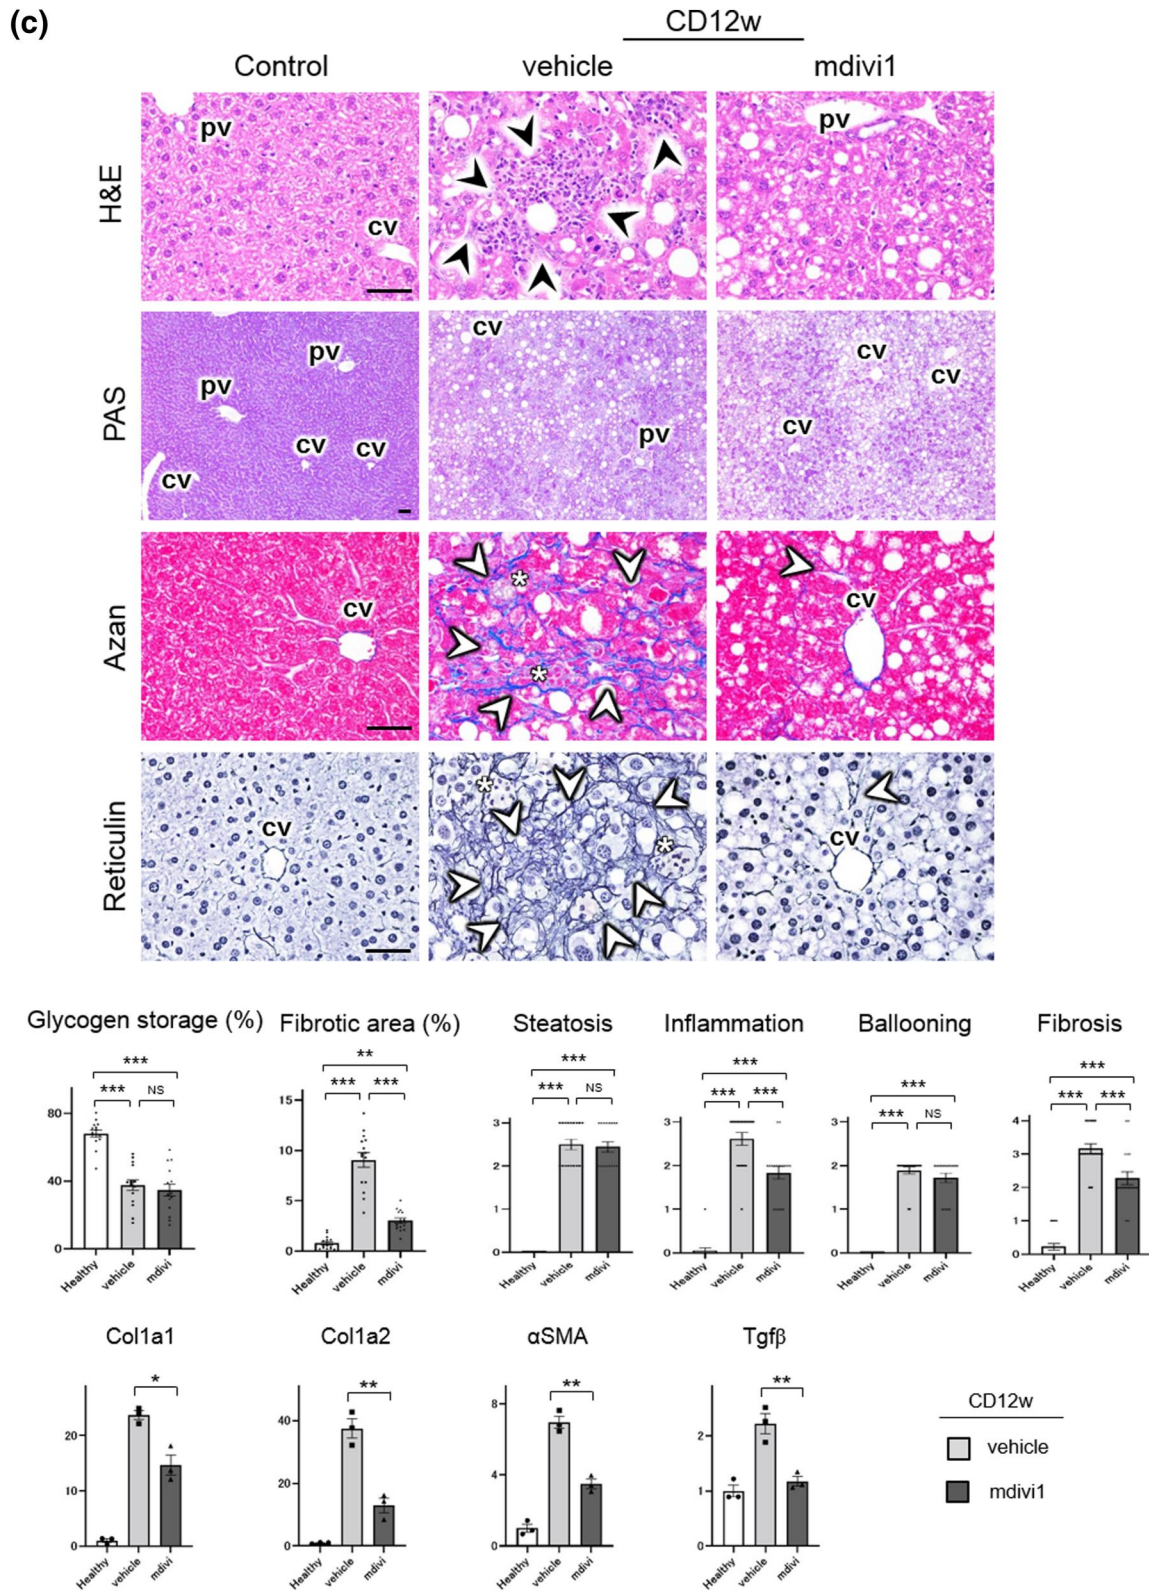 (c)
CD12w
Control vehicle mdivi1
H&E
pv
cv
pv
PAS
pv
pv
cv
cv
cv
cv
pv
cv
cv
cv
Azan
cv
*
*
cv
Reticulin
cv
*
*
cv
Glycogen storage (%)
***
***
NS
80
40
0
Healthy
vehicle
mdivi
Fibrotic area (%)
**
***
***
15
10
5
0
Healthy
vehicle
mdivi
Steatosis
***
***
NS
3
2
1
0
Healthy
vehicle
mdivi
Inflammation
***
***
***
3
2
1
0
Healthy
vehicle
mdivi
Ballooning
***
***
NS
3
2
1
0
Healthy
vehicle
mdivi
Fibrosis
***
***
***
4
3
2
1
0
Healthy
vehicle
mdivi
Col1a1
*
20
10
0
Healthy
vehicle
mdivi
Col1a2
**
40
20
0
Healthy
vehicle
mdivi
αSMA
**
8
4
0
Healthy
vehicle
mdivi
Tgfβ
**
2
1
0
Healthy
vehicle
mdivi
CD12w
vehicle
mdivi1